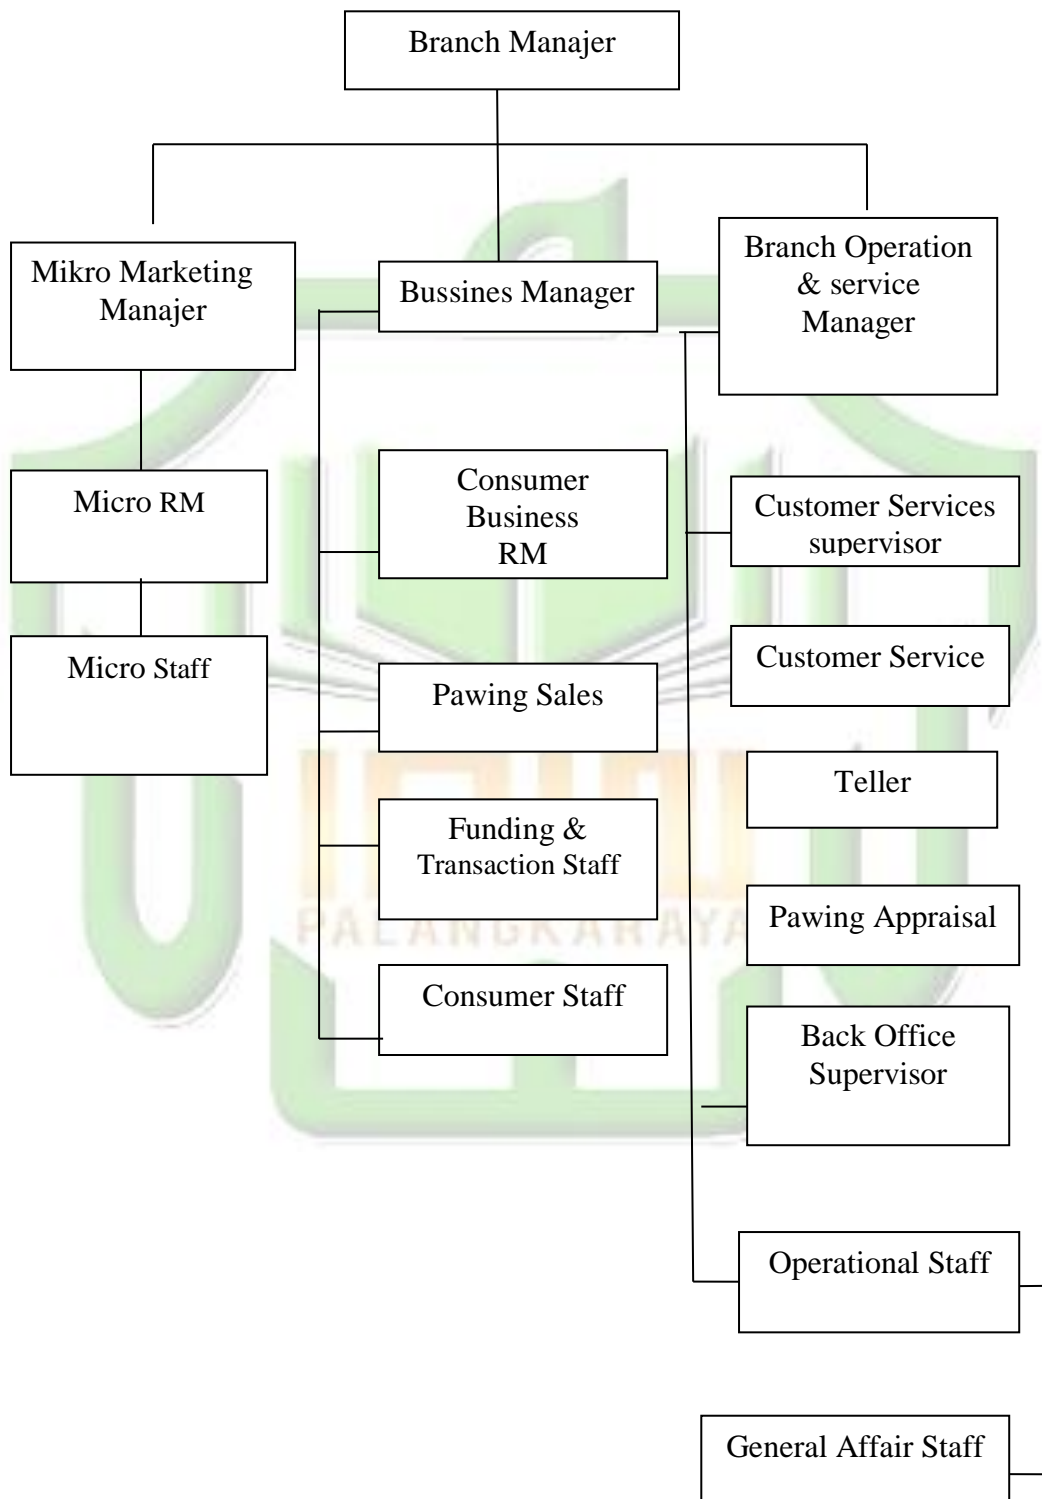 Branch Manajer
Mikro Marketing
Manajer
Bussines Manager
Branch Operation
& service
Manager
Micro RM
Micro Staff
Consumer
Business
RM
Pawing Sales
Funding &
Transaction Staff
Consumer Staff
Customer Services
supervisor
Customer Service
Teller
Pawing Appraisal
Back Office
Supervisor
Operational Staff
General Affair Staff
PALANGKARAYA